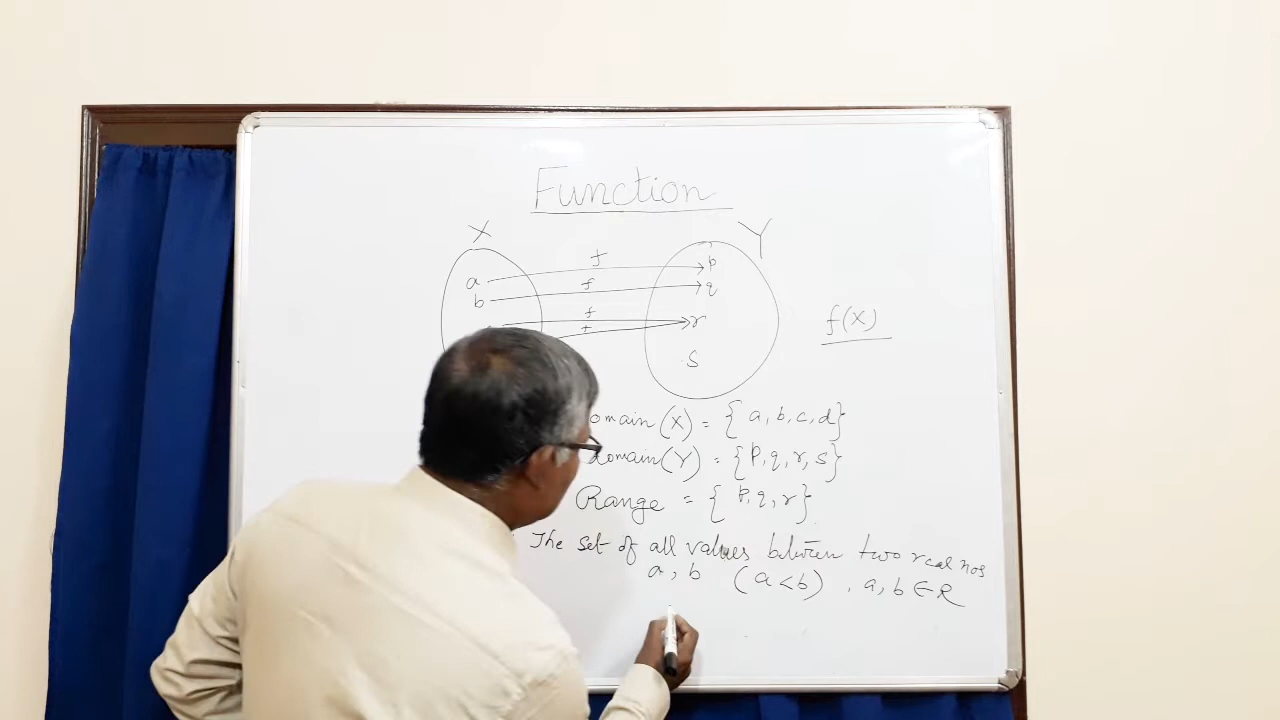 Function
X Y
f
a p
f
b q
f
r
f
f(X)
s
omain (X) = { a, b, c, d}
domain (Y) = {p, q, r, s}
Range = { p, q, r}
The set of all values between two real nos
a, b (a < b) , a, b ∈ R